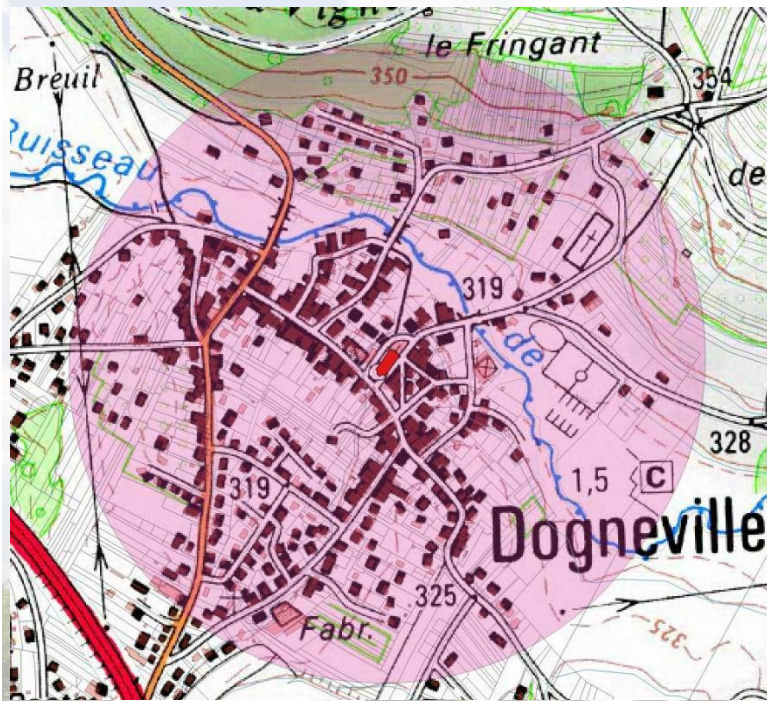 le Fringant
350
354
Breuil
Ruisseau
de
319
de
328
1,5
C
319
Dogneville
325
Fabr.
325